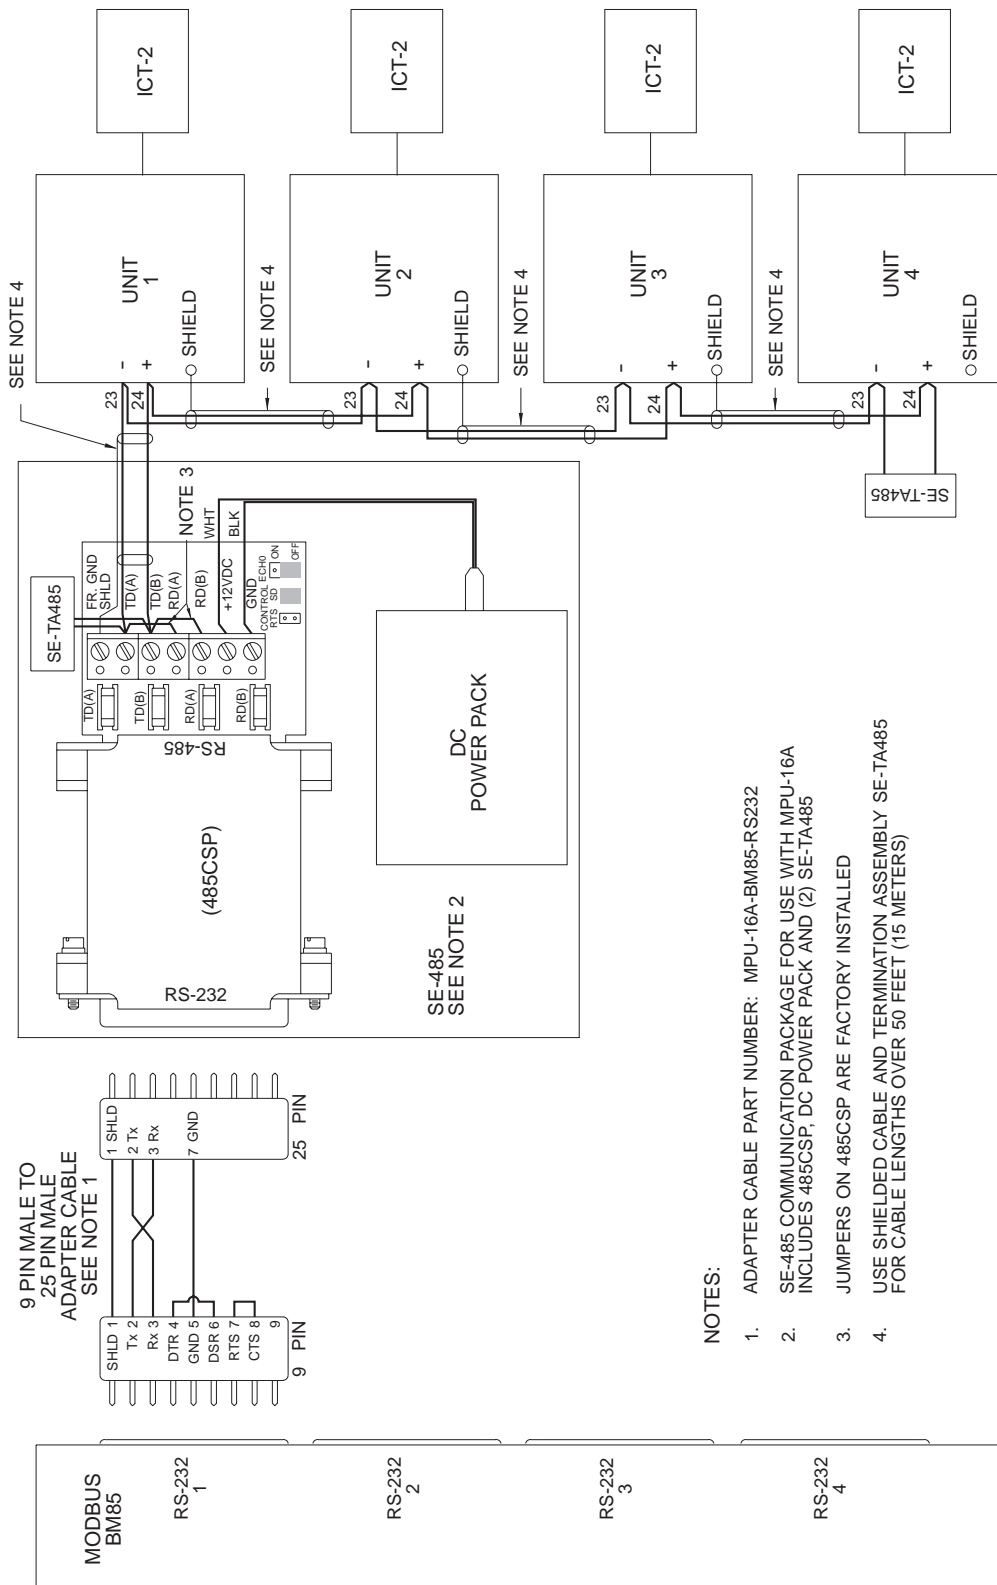 MODBUS
BM85
RS-232
1
RS-232
2
RS-232
3
RS-232
4
9 PIN MALE TO
25 PIN MALE
ADAPTER CABLE
SEE NOTE 1
SHLD 1
Tx 2
Rx 3
DTR 4
GND 5
DSR 6
RTS 7
CTS 8
9
9 PIN
1 SHLD
2 Tx
3 Rx
7 GND
25 PIN
RS-232
(485CSP)
RS-485
TD(A)
TD(B)
RD(A)
RD(B)
SE-TA485
FR. GND
SHLD
TD(A)
TD(B)
RD(A)
RD(B)
+12VDC
GND
CONTROL
RTS SD
ECHO
ON
OFF
NOTE 3
WHT
BLK
DC
POWER PACK
SE-485
SEE NOTE 2
SEE NOTE 4
UNIT
1
-
+
23
24
SHIELD
ICT-2
SEE NOTE 4
UNIT
2
-
+
23
24
SHIELD
ICT-2
SEE NOTE 4
UNIT
3
-
+
23
24
SHIELD
ICT-2
SEE NOTE 4
UNIT
4
-
+
23
24
SHIELD
ICT-2
SE-TA485
NOTES:
1. ADAPTER CABLE PART NUMBER: MPU-16A-BM85-RS232
2. SE-485 COMMUNICATION PACKAGE FOR USE WITH MPU-16A
INCLUDES 485CSP, DC POWER PACK AND (2) SE-TA485
3. JUMPERS ON 485CSP ARE FACTORY INSTALLED
4. USE SHIELDED CABLE AND TERMINATION ASSEMBLY SE-TA485
FOR CABLE LENGTHS OVER 50 FEET (15 METERS)